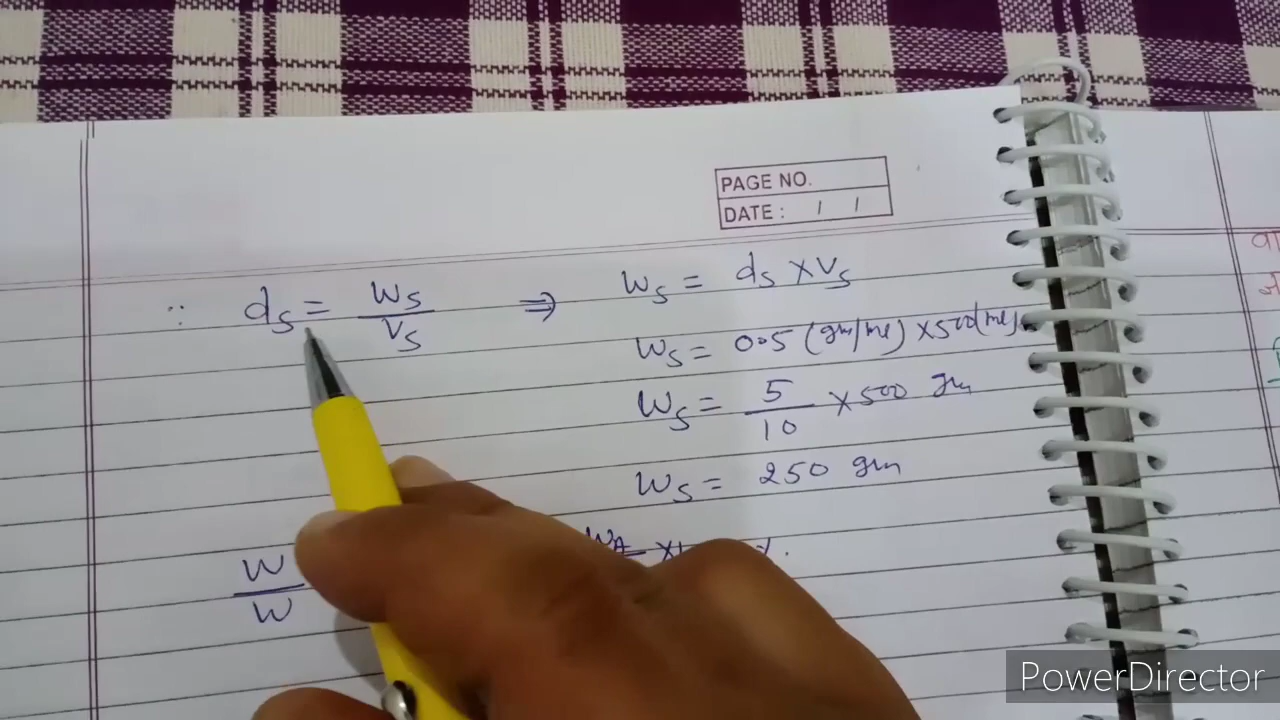 PAGE NO.
DATE : / /
∵ ds = Ws/Vs ⇒ Ws = ds × Vs
Ws = 0.5 (gm/ml) × 500 (ml)
Ws = 5/10 × 500 gm
Ws = 250 gm
W/W WA ×
PowerDirector